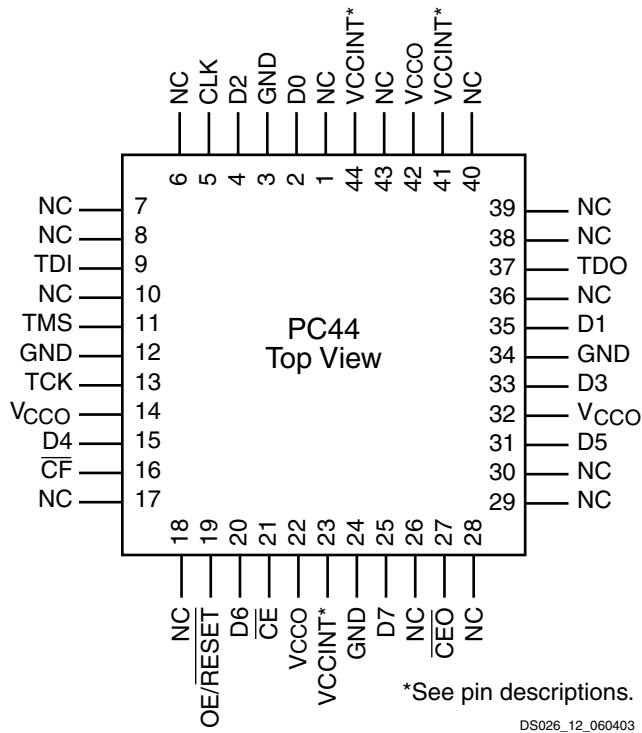 NC CLK D2 GND D0 NC VCCINT* NC VCCO VCCINT* NC
6 5 4 3 2 1 44 43 42 41 40
NC 7 39 NC
NC 8 38 NC
TDI 9 37 TDO
NC 10 36 NC
TMS 11 35 D1
GND 12 34 GND
TCK 13 33 D3
VCCO 14 32 VCCO
D4 15 31 D5
CF 16 30 NC
NC 17 29 NC
PC44
Top View
18 19 20 21 22 23 24 25 26 27 28
NC OE/RESET D6 CE VCCO VCCINT* GND D7 NC CEO NC
*See pin descriptions.
DS026_12_060403